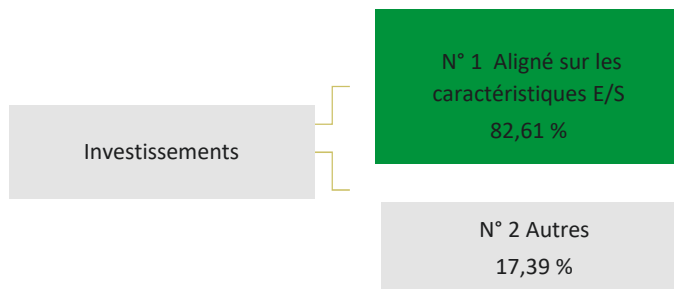 Investissements
N° 1 Aligné sur les
caractéristiques E/S
82,61 %
N° 2 Autres
17,39 %